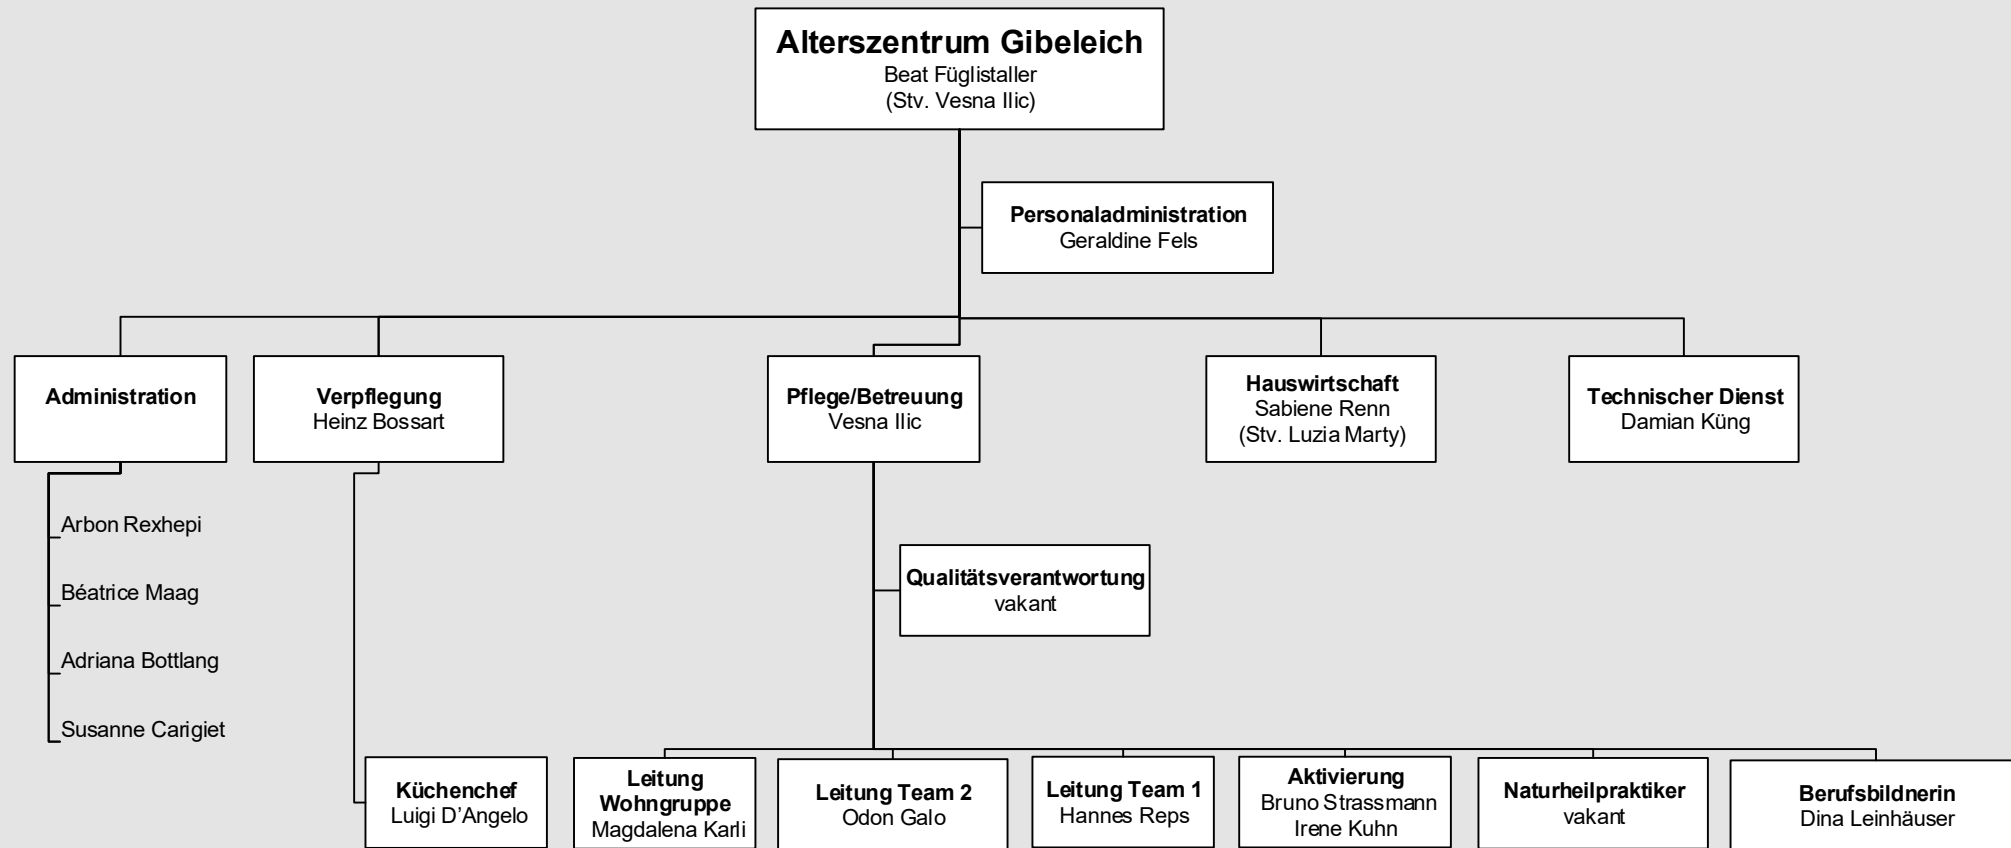 Alterszentrum Gibeleich
Beat Füglistaller
(Stv. Vesna Ilic)
Personaladministration
Geraldine Fels
Administration
Verpflegung
Heinz Bossart
Pflege/Betreuung
Vesna Ilic
Hauswirtschaft
Sabiene Renn
(Stv. Luzia Marty)
Technischer Dienst
Damian Küng
Arbon Rexhepi
Béatrice Maag
Adriana Bottlang
Susanne Carigiet
Qualitätsverantwortung
vakant
Küchenchef
Luigi D'Angelo
Leitung
Wohngruppe
Magdalena Karli
Leitung Team 2
Odon Galo
Leitung Team 1
Hannes Reps
Aktivierung
Bruno Strassmann
Irene Kuhn
Naturheilpraktiker
vakant
Berufsbildnerin
Dina Leinhäuser